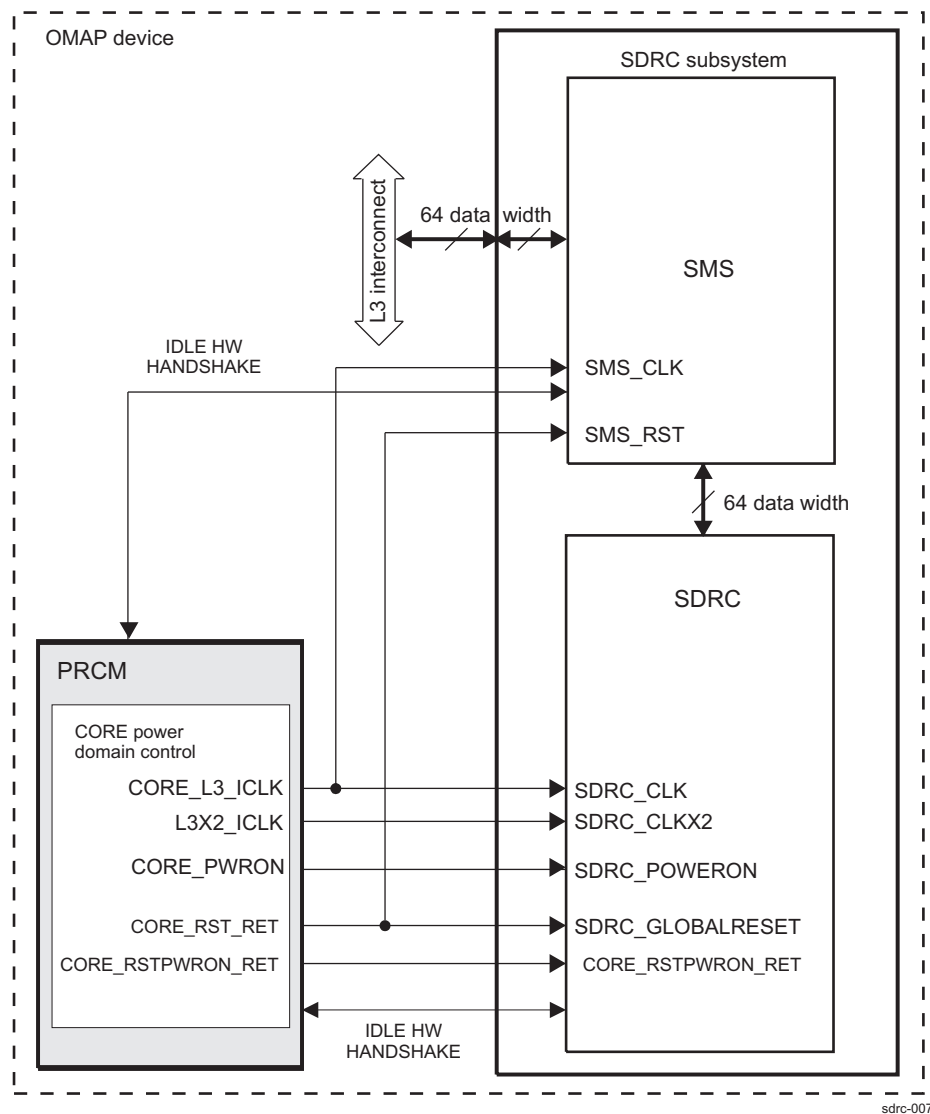 OMAP device
SDRC subsystem
L3 interconnect
64 data width
SMS
IDLE HW
HANDSHAKE
SMS_CLK
SMS_RST
64 data width
SDRC
PRCM
CORE power
domain control
CORE_L3_ICLK
SDRC_CLK
L3X2_ICLK
SDRC_CLKX2
CORE_PWRON
SDRC_POWERON
CORE_RST_RET
SDRC_GLOBALRESET
CORE_RSTPWRON_RET
CORE_RSTPWRON_RET
IDLE HW
HANDSHAKE
sdrc-007